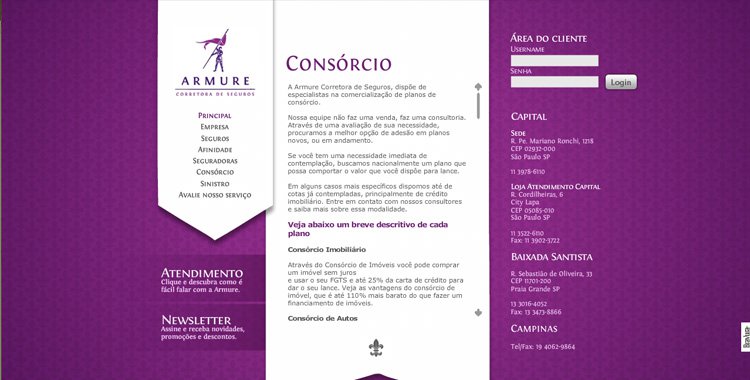 ARMURE
CORRETORA DE SEGUROS
PRINCIPAL
EMPRESA
SEGUROS
AFINIDADE
SEGURADORAS
CONSÓRCIO
SINISTRO
AVALIE NOSSO SERVIÇO
ATENDIMENTO
Clique e descubra como é
fácil falar com a Armure.
NEWSLETTER
Assine e receba novidades,
promoções e descontos.
CONSÓRCIO
A Armure Corretora de Seguros, dispõe de
especialistas na comercialização de planos de
consórcio.
Nossa equipe não faz uma venda, faz uma consultoria.
Através de uma avaliação de sua necessidade,
procuramos a melhor opção de adesão em planos
novos, ou em andamento.
Se você tem uma necessidade imediata de
contemplação, buscamos nacionalmente um plano que
possa comportar o valor que você dispõe para lance.
Em alguns casos mais específicos dispomos até de
cotas já contempladas, principalmente de crédito
imobiliário. Entre em contato com nossos consultores
e saiba mais sobre essa modalidade.
Veja abaixo um breve descritivo de cada
plano
Consórcio Imobiliário
Através do Consórcio de Imóveis você pode comprar
um imóvel sem juros
e usar o seu FGTS e até 25% da carta de crédito para
dar o seu lance. Veja as vantagens do consórcio de
imóvel, que é até 110% mais barato do que fazer um
financiamento de imóveis.
Consórcio de Autos
ÁREA DO CLIENTE
USERNAME
SENHA
Login
CAPITAL
SEDE
R. Pe. Mariano Ronchi, 1218
CEP 02932-000
São Paulo SP
11 3978-6110
LOJA ATENDIMENTO CAPITAL
R. Cordilheiras, 6
City Lapa
CEP 05085-010
São Paulo SP
11 3522-6110
Fax: 11 3902-3722
BAIXADA SANTISTA
R. Sebastião de Oliveira, 33
CEP 11701-200
Praia Grande SP
13 3016-4052
Fax: 13 3473-8866
CAMPINAS
Tel/Fax: 19 4062-9864